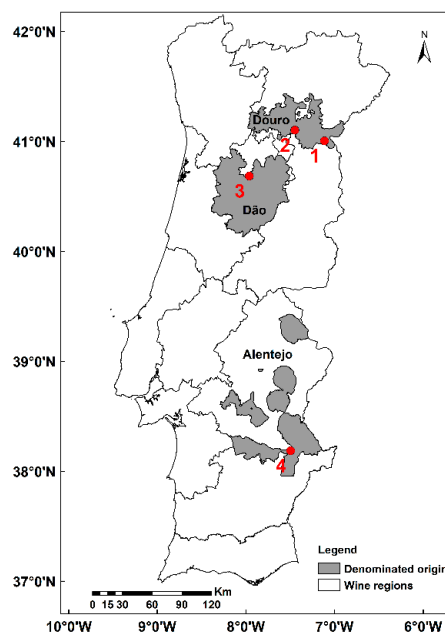 42°0'N
N
Douro
41°0'N
2
1
3
Dão
40°0'N
39°0'N
Alentejo
38°0'N
4
Legend
Denominated origin
Wine regions
37°0'N
Km
0 15 30 60 90 120
10°0'W 9°0'W 8°0'W 7°0'W 6°0'W